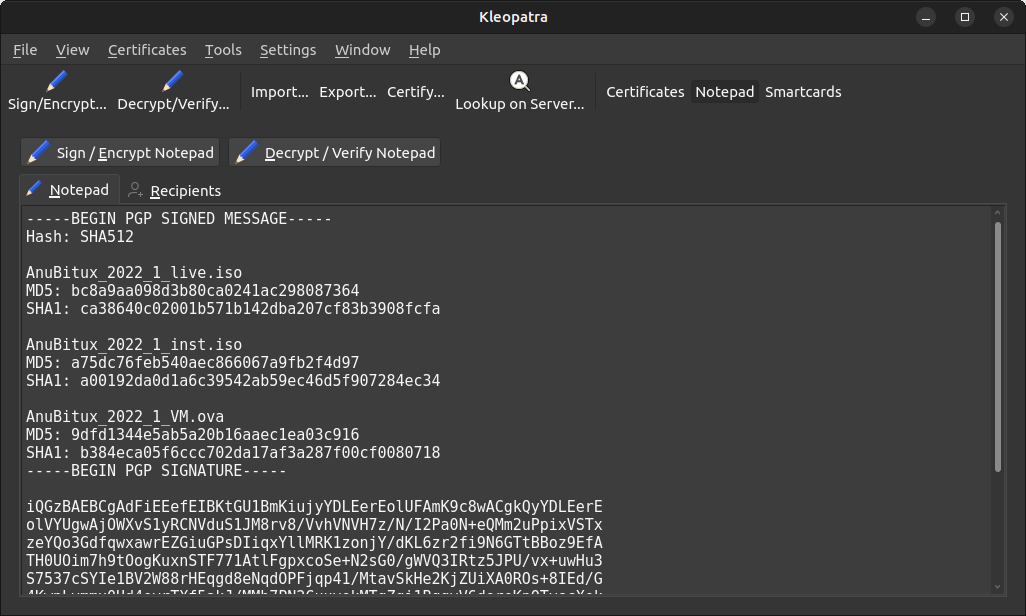 Kleopatra
File View Certificates Tools Settings Window Help
Sign/Encrypt... Decrypt/Verify... Import... Export... Certify... Lookup on Server... Certificates Notepad Smartcards
Sign / Encrypt Notepad Decrypt / Verify Notepad
Notepad Recipients
-----BEGIN PGP SIGNED MESSAGE-----
Hash: SHA512
AnuBitux_2022_1_live.iso
MD5: bc8a9aa098d3b80ca0241ac298087364
SHA1: ca38640c02001b571b142dba207cf83b3908fcfa
AnuBitux_2022_1_inst.iso
MD5: a75dc76feb540aec866067a9fb2f4d97
SHA1: a00192da0d1a6c39542ab59ec46d5f907284ec34
AnuBitux_2022_1_VM.ova
MD5: 9dfd1344e5ab5a20b16aaec1ea03c916
SHA1: b384eca05f6ccc702da17af3a287f00cf0080718
-----BEGIN PGP SIGNATURE-----
iQGzBAEBCgAdFiEEefEIBKtGU1BmKiujyYDLEerEolUFAmK9c8wACgkQyYDLEerE
olVYUgwAjOWXvS1yRCNVduS1JM8rv8/VvhVNVH7z/N/I2Pa0N+eQMm2uPpixVSTx
zeYQo3GdfqwxawrEZGiuGPsDIiqxYllMRK1zonjY/dKL6zr2fi9N6GTtBBoz9EfA
TH0UOim7h9tOogKuxnSTF771AtlFgpxcoSe+N2sG0/gWVQ3IRtz5JPU/vx+uwHu3
S7537cSYIe1BV2W88rHEqgd8eNqdOPFjqp41/MtavSkHe2KjZUiXA0ROs+8IEd/G